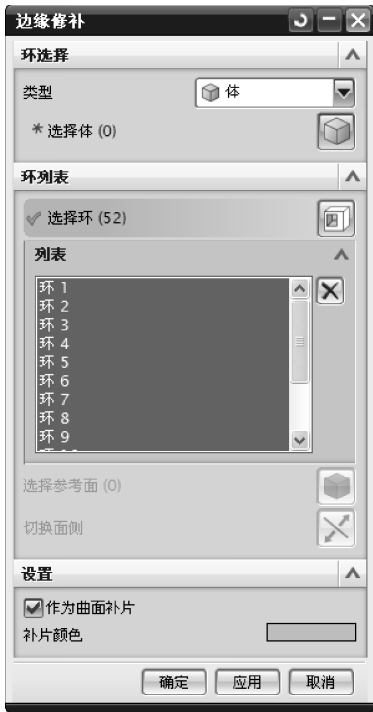 边缘修补
环选择
类型
体
* 选择体 (0)
环列表
选择环 (52)
列表
环 1
环 2
环 3
环 4
环 5
环 6
环 7
环 8
环 9
选择参考面 (0)
切换面侧
设置
作为曲面补片
补片颜色
确定
应用
取消